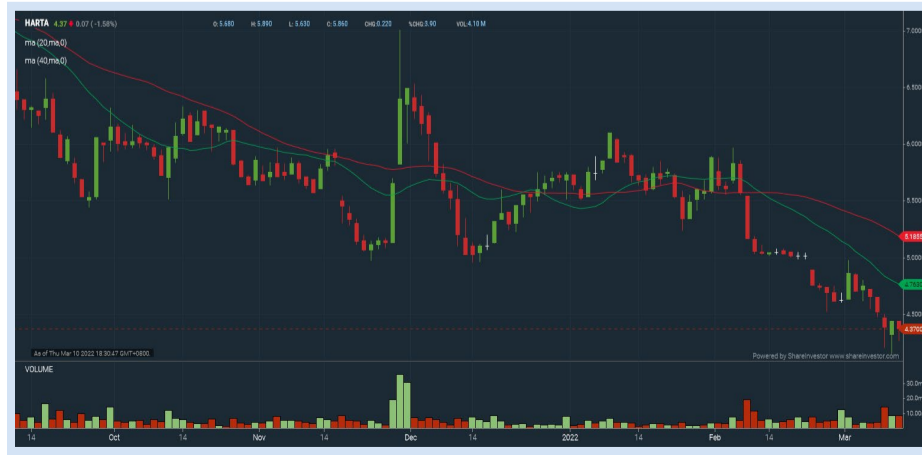 HARTA 4.37 0.07 (-1.58%) O: 5.680 H: 5.890 L: 5.630 C: 5.860 CHG:0.220 %CHG:3.90 VOL:4.10 M
ma (20,ma,0)
ma (40,ma,0)
7.000
6.500
6.000
5.500
5.1855
5.000
4.500
4.3700
As of Thu Mar 10 2022 18:30:47 GMT+0800
Powered by ShareInvestor www.shareinvestor.com
VOLUME
30.0m
20.0m
10.00m
14 Oct 14 Nov 14 Dec 14 2022 14 Feb 14 Mar